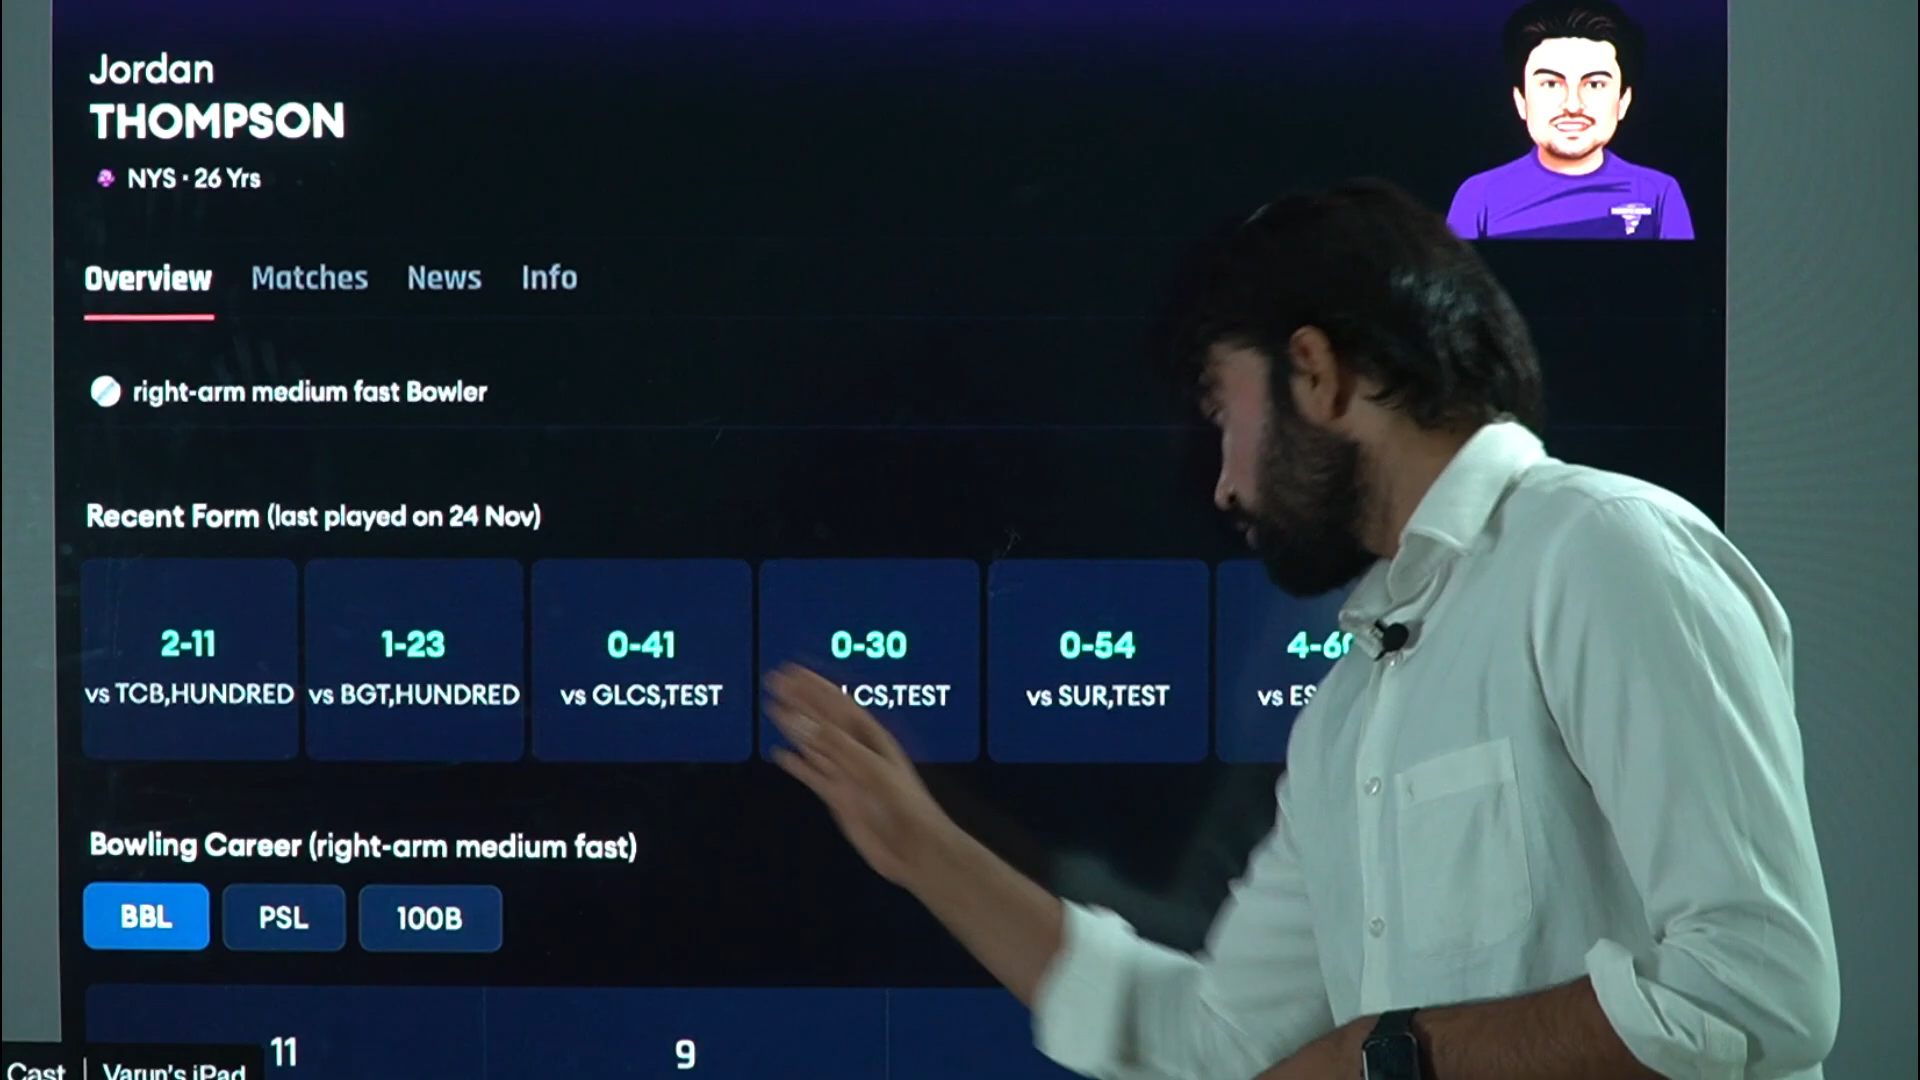 Jordan
THOMPSON
NYS · 26 Yrs
Overview Matches News Info
right-arm medium fast Bowler
Recent Form (last played on 24 Nov)
2-11 1-23 0-41 0-30 0-54
vs TCB,HUNDRED vs BGT,HUNDRED vs GLCS,TEST CS,TEST vs SUR,TEST vs
Bowling Career (right-arm medium fast)
BBL PSL 100B
11 9
Cast | Varun's iPad